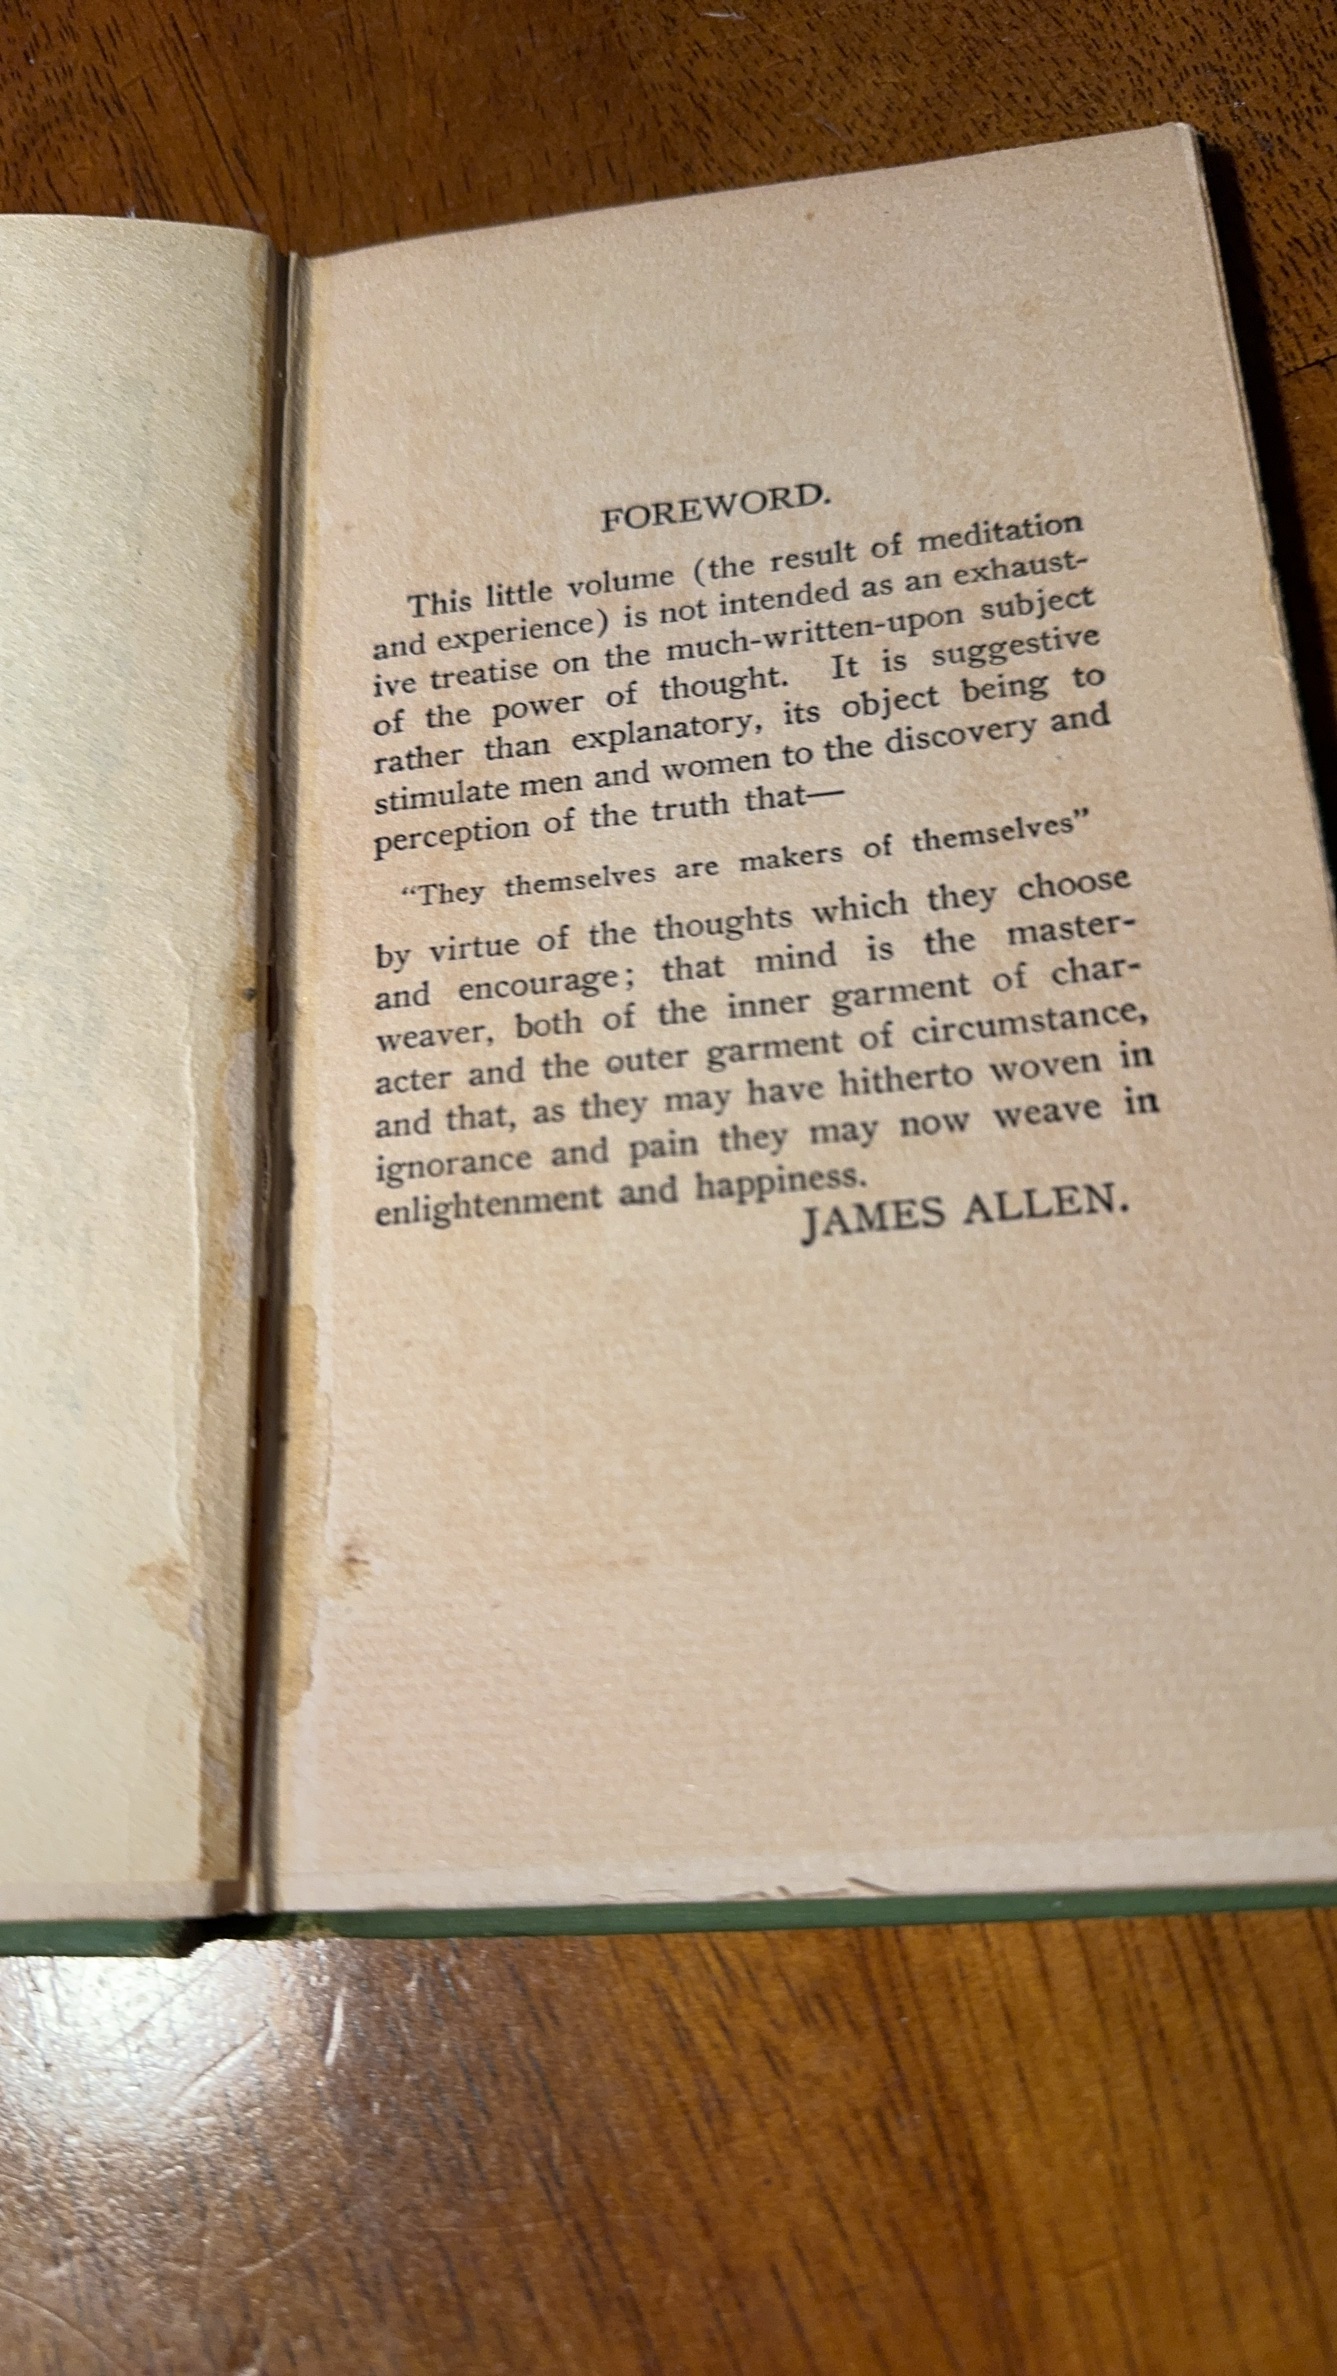 FOREWORD.
This little volume (the result of meditation
and experience) is not intended as an exhaust-
ive treatise on the much-written-upon subject
of the power of thought. It is suggestive
rather than explanatory, its object being to
stimulate men and women to the discovery and
perception of the truth that—
“They themselves are makers of themselves”
by virtue of the thoughts which they choose
and encourage; that mind is the master-
weaver, both of the inner garment of char-
acter and the outer garment of circumstance,
and that, as they may have hitherto woven in
ignorance and pain they may now weave in
enlightenment and happiness.
JAMES ALLEN.